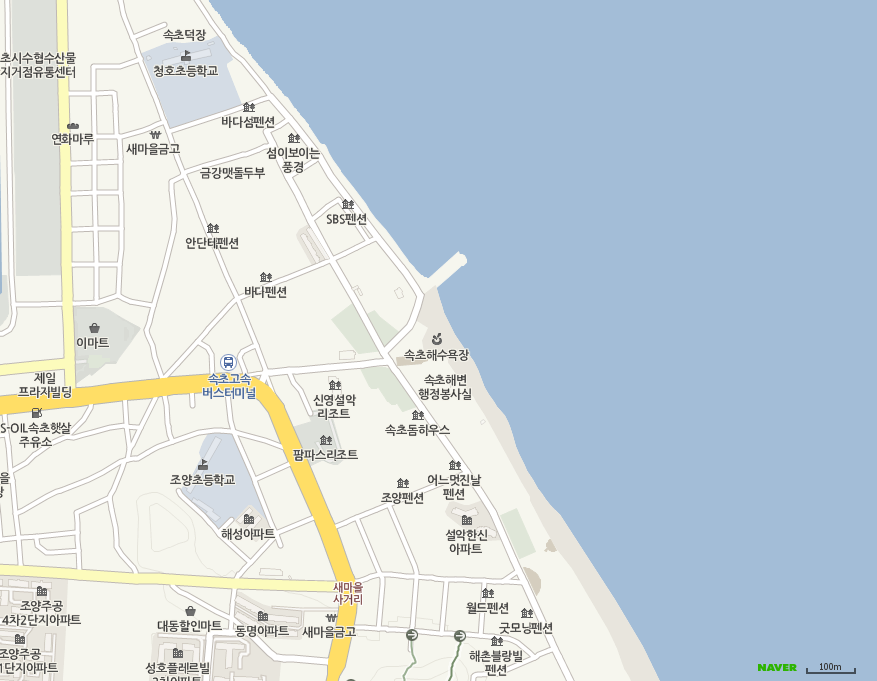 속초덕장
초시수협수산물
지거점유통센터
청호초등학교
바다섬펜션
연화마루
새마을금고
섬이보이는
풍경
금강맷돌두부
SBS펜션
안단테펜션
바다펜션
이마트
속초해수욕장
제일
프라자빌딩
속초고속
버스터미널
속초해변
행정봉사실
신영설악
리조트
S-OIL속초햇살
주유소
속초돔하우스
팜파스리조트
조양초등학교
어느멋진날
펜션
을
조양펜션
해성아파트
설악한신
아파트
새마을
사거리
조양주공
4차2단지아파트
월드펜션
대동할인마트
동명아파트
새마을금고
굿모닝펜션
조양주공
1단지아파트
성호플레르빌
2차아파트
해촌블랑빌
펜션
NAVER
100m